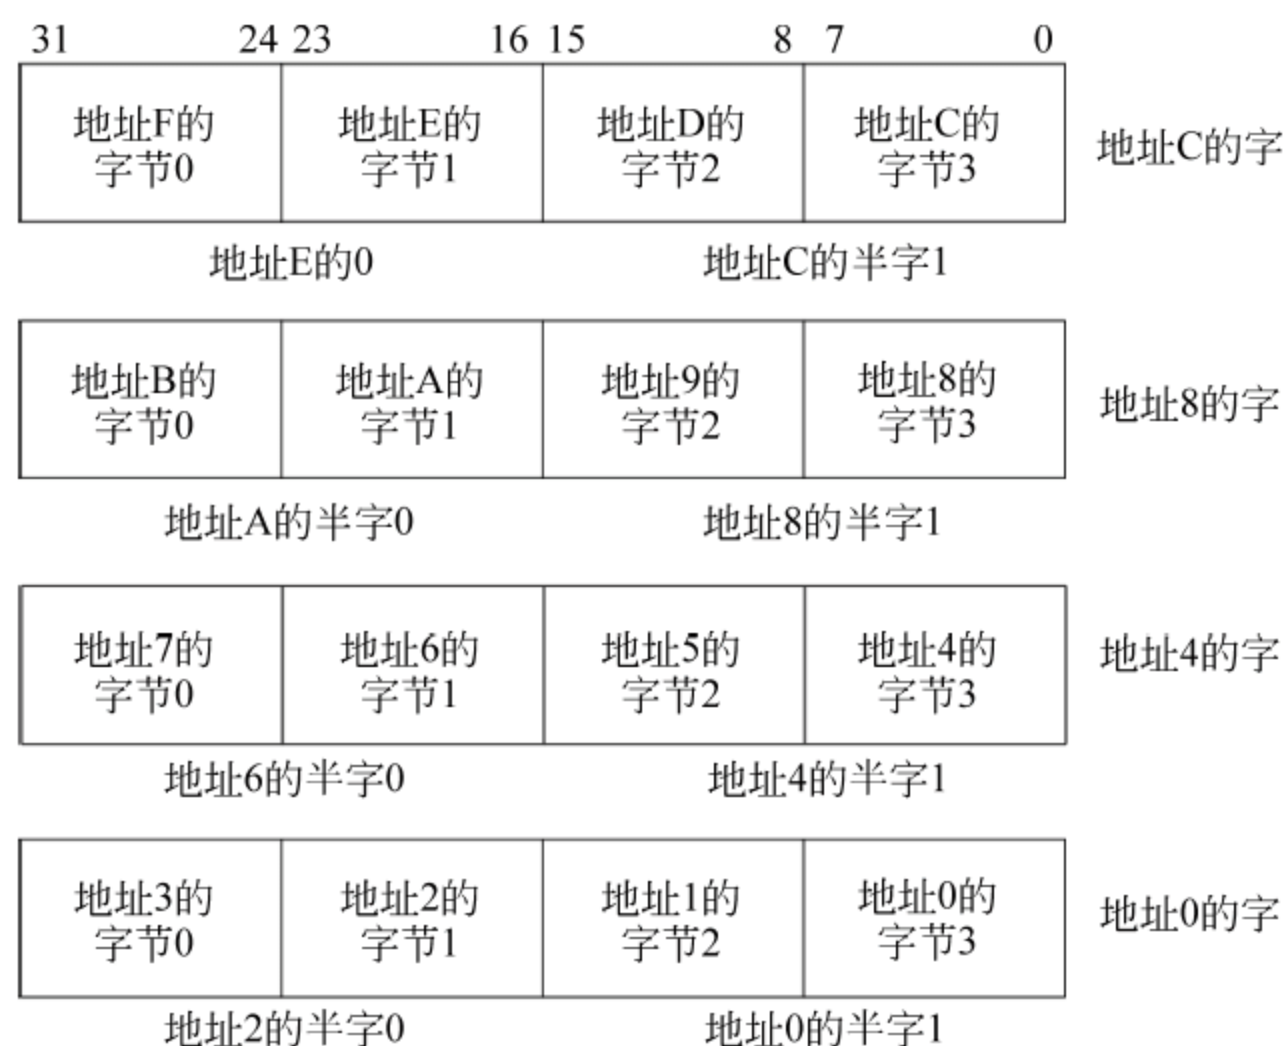 31 24 23 16 15 8 7 0
地址F的 地址E的 地址D的 地址C的
字节0 字节1 字节2 字节3
地址C的字
地址E的0 地址C的半字1
地址B的 地址A的 地址9的 地址8的
字节0 字节1 字节2 字节3
地址8的字
地址A的半字0 地址8的半字1
地址7的 地址6的 地址5的 地址4的
字节0 字节1 字节2 字节3
地址4的字
地址6的半字0 地址4的半字1
地址3的 地址2的 地址1的 地址0的
字节0 字节1 字节2 字节3
地址0的字
地址2的半字0 地址0的半字1